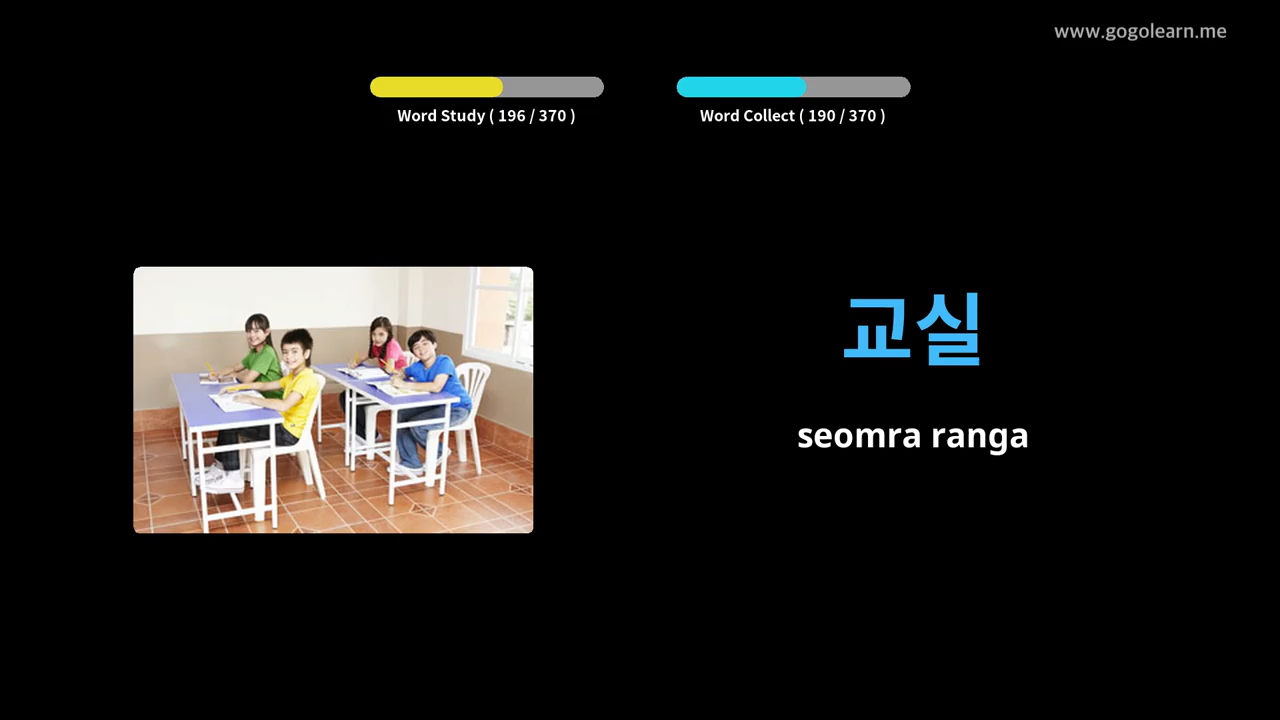 www.gogolearn.me
Word Study ( 196 / 370 )
Word Collect ( 190 / 370 )
교실
seomra ranga